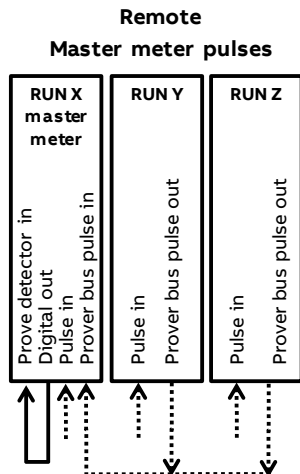 Remote
Master meter pulses
RUN X
master
meter
Prove detector in
Digital out
Pulse in
Prover bus pulse in
RUN Y
Pulse in
Prover bus pulse out
RUN Z
Pulse in
Prover bus pulse out